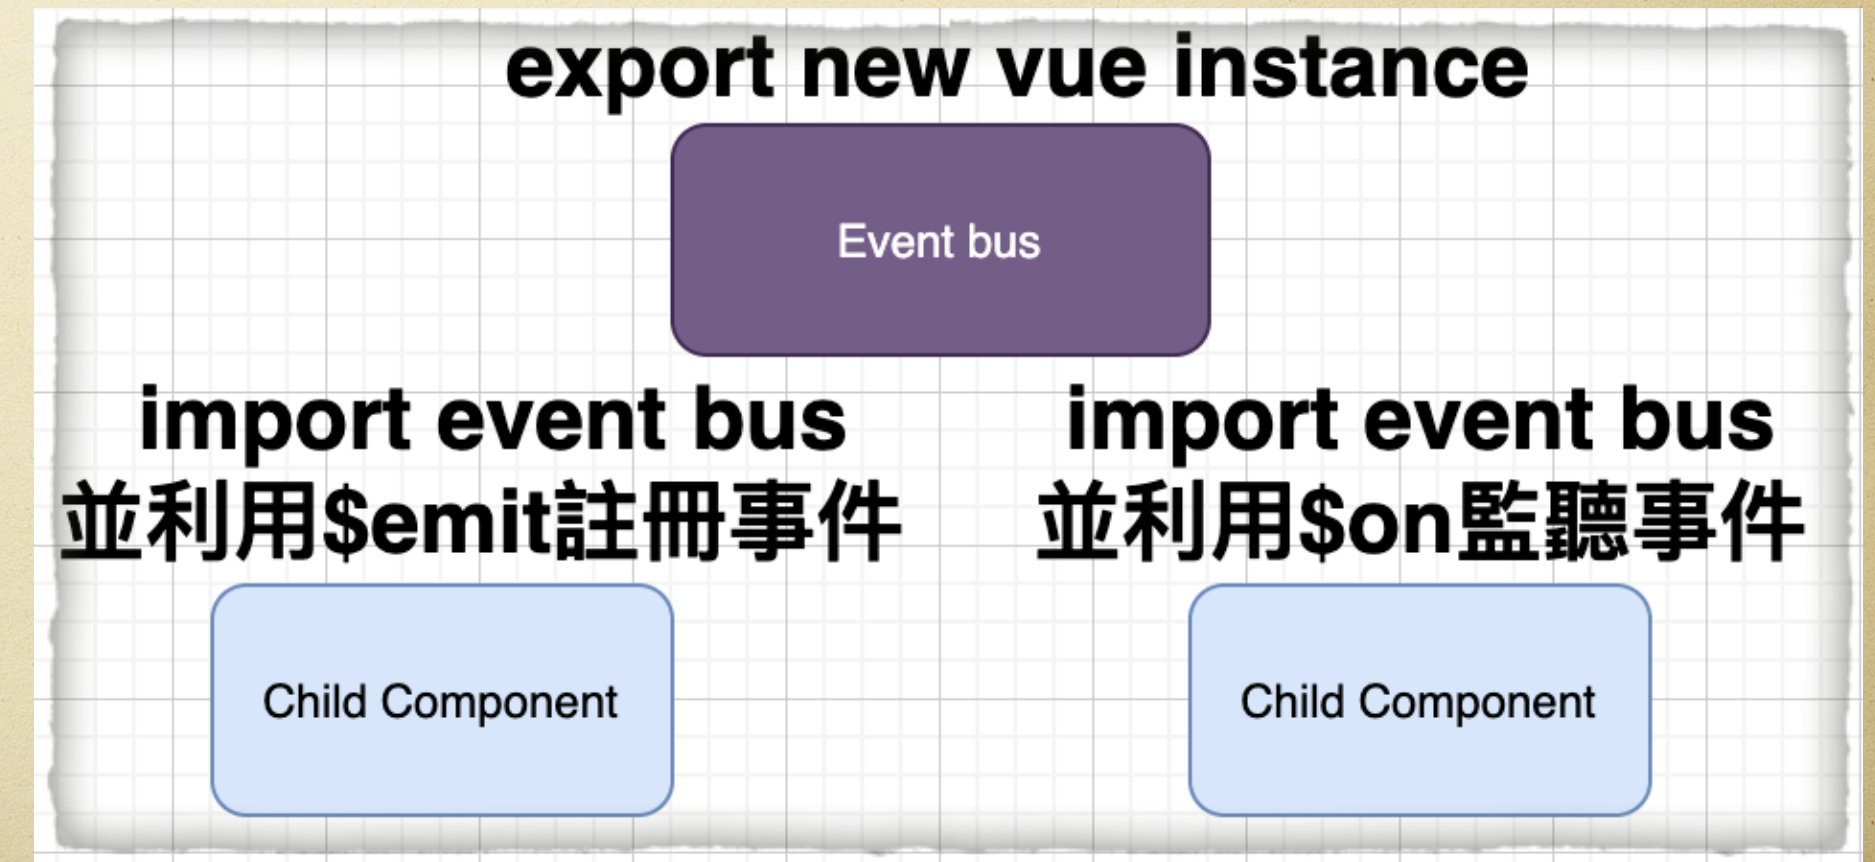 export new vue instance
Event bus
import event bus
並利用$emit註冊事件
import event bus
並利用$on監聽事件
Child Component
Child Component